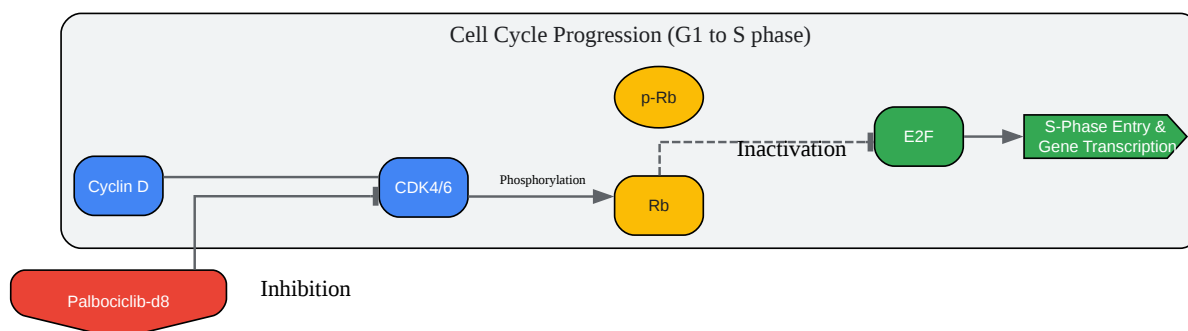 Cell Cycle Progression (G1 to S phase)
p-Rb
S-Phase Entry &
Gene Transcription
E2F
Inactivation
Cyclin D
CDK4/6
Phosphorylation
Rb
Palbociclib-d8
Inhibition